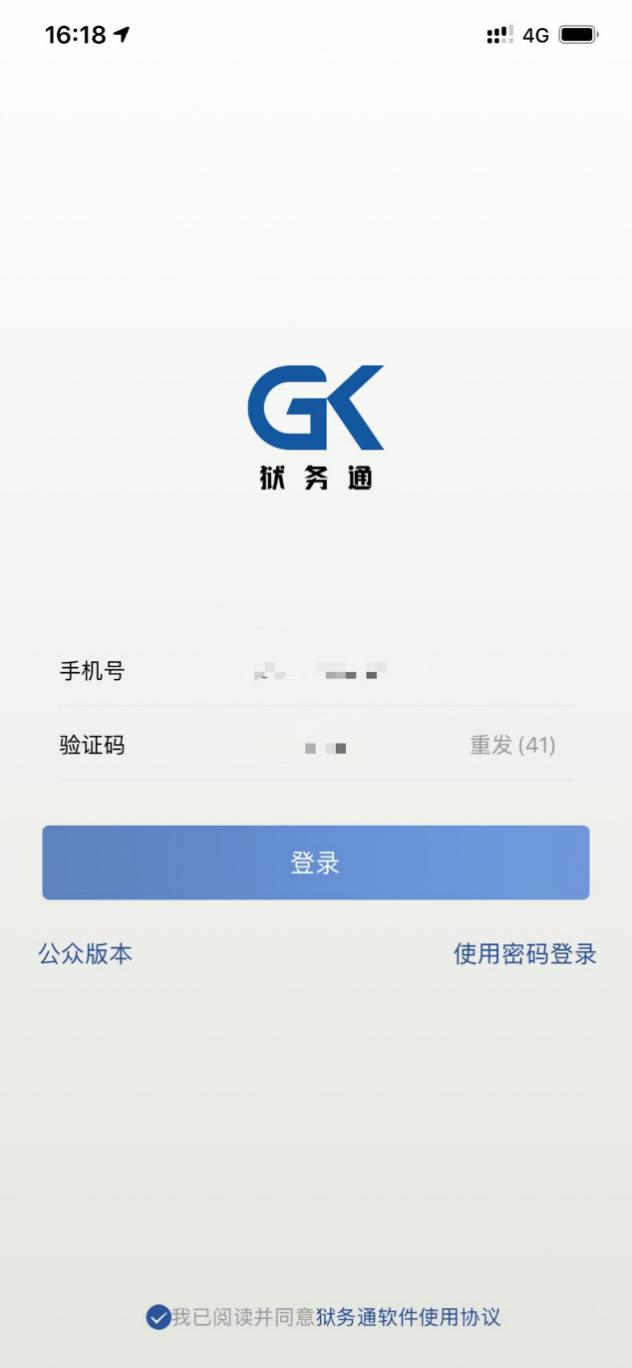 16:18 4G
GK
狱务通
手机号
验证码 重发 (41)
登录
公众版本 使用密码登录
我已阅读并同意狱务通软件使用协议